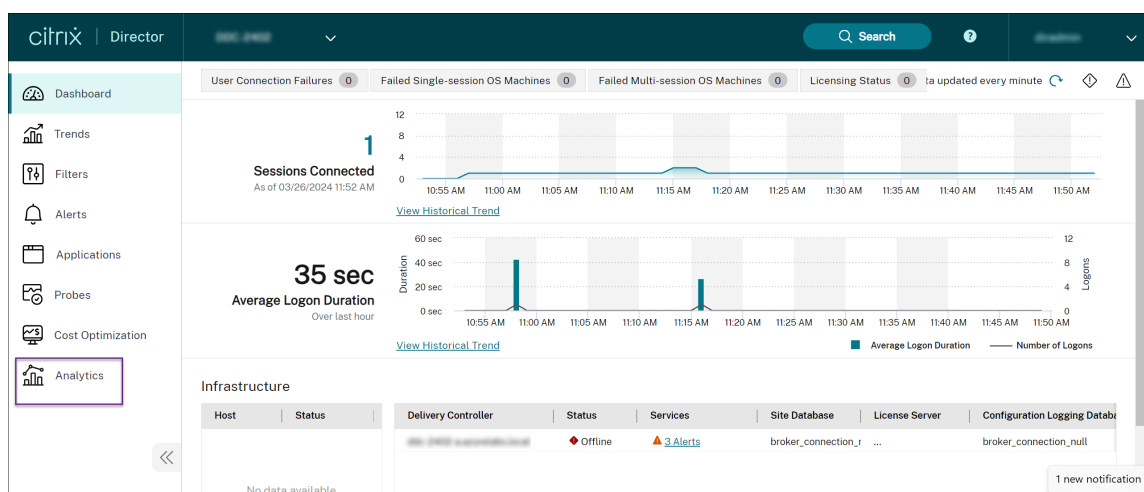 citrix | Director
Search
?
User Connection Failures 0 Failed Single-session OS Machines 0 Failed Multi-session OS Machines 0 Licensing Status 0 ta updated every minute
Dashboard
Trends
Filters
Alerts
Applications
Probes
Cost Optimization
Analytics
1
Sessions Connected
As of 03/26/2024 11:52 AM
12
8
4
0
10:55 AM 11:00 AM 11:05 AM 11:10 AM 11:15 AM 11:20 AM 11:25 AM 11:30 AM 11:35 AM 11:40 AM 11:45 AM 11:50 AM
View Historical Trend
35 sec
Average Logon Duration
Over last hour
Duration
60 sec
40 sec
20 sec
0 sec
12
8
4
0
Logons
10:55 AM 11:00 AM 11:05 AM 11:10 AM 11:15 AM 11:20 AM 11:25 AM 11:30 AM 11:35 AM 11:40 AM 11:45 AM 11:50 AM
View Historical Trend
Average Logon Duration Number of Logons
Infrastructure
Host Status
No data available
Delivery Controller Status Services Site Database License Server Configuration Logging Databa
Offline 3 Alerts broker_connection_r ... broker_connection_null
1 new notification